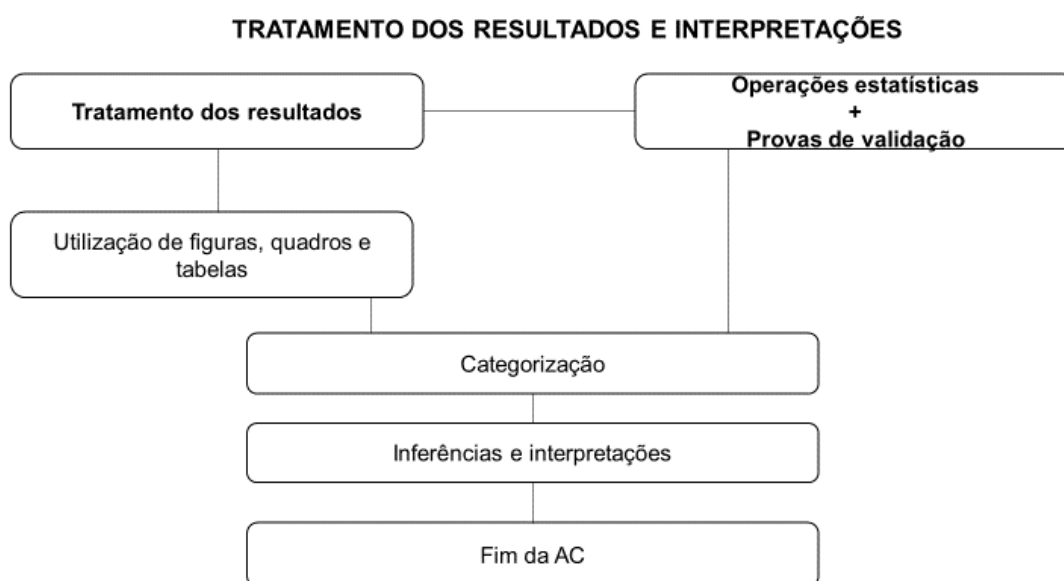 TRATAMENTO DOS RESULTADOS E INTERPRETAÇÕES
Tratamento dos resultados
Operações estatísticas
+
Provas de validação
Utilização de figuras, quadros e
tabelas
Categorização
Inferências e interpretações
Fim da AC